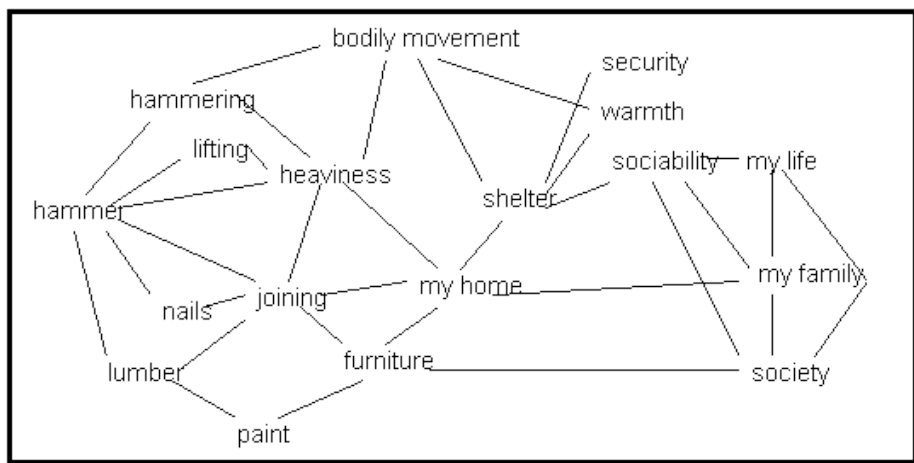 bodily movement
security
hammering
warmth
lifting
sociability
my life
heaviness
shelter
hammer
my family
my home
joining
nails
furniture
lumber
society
paint